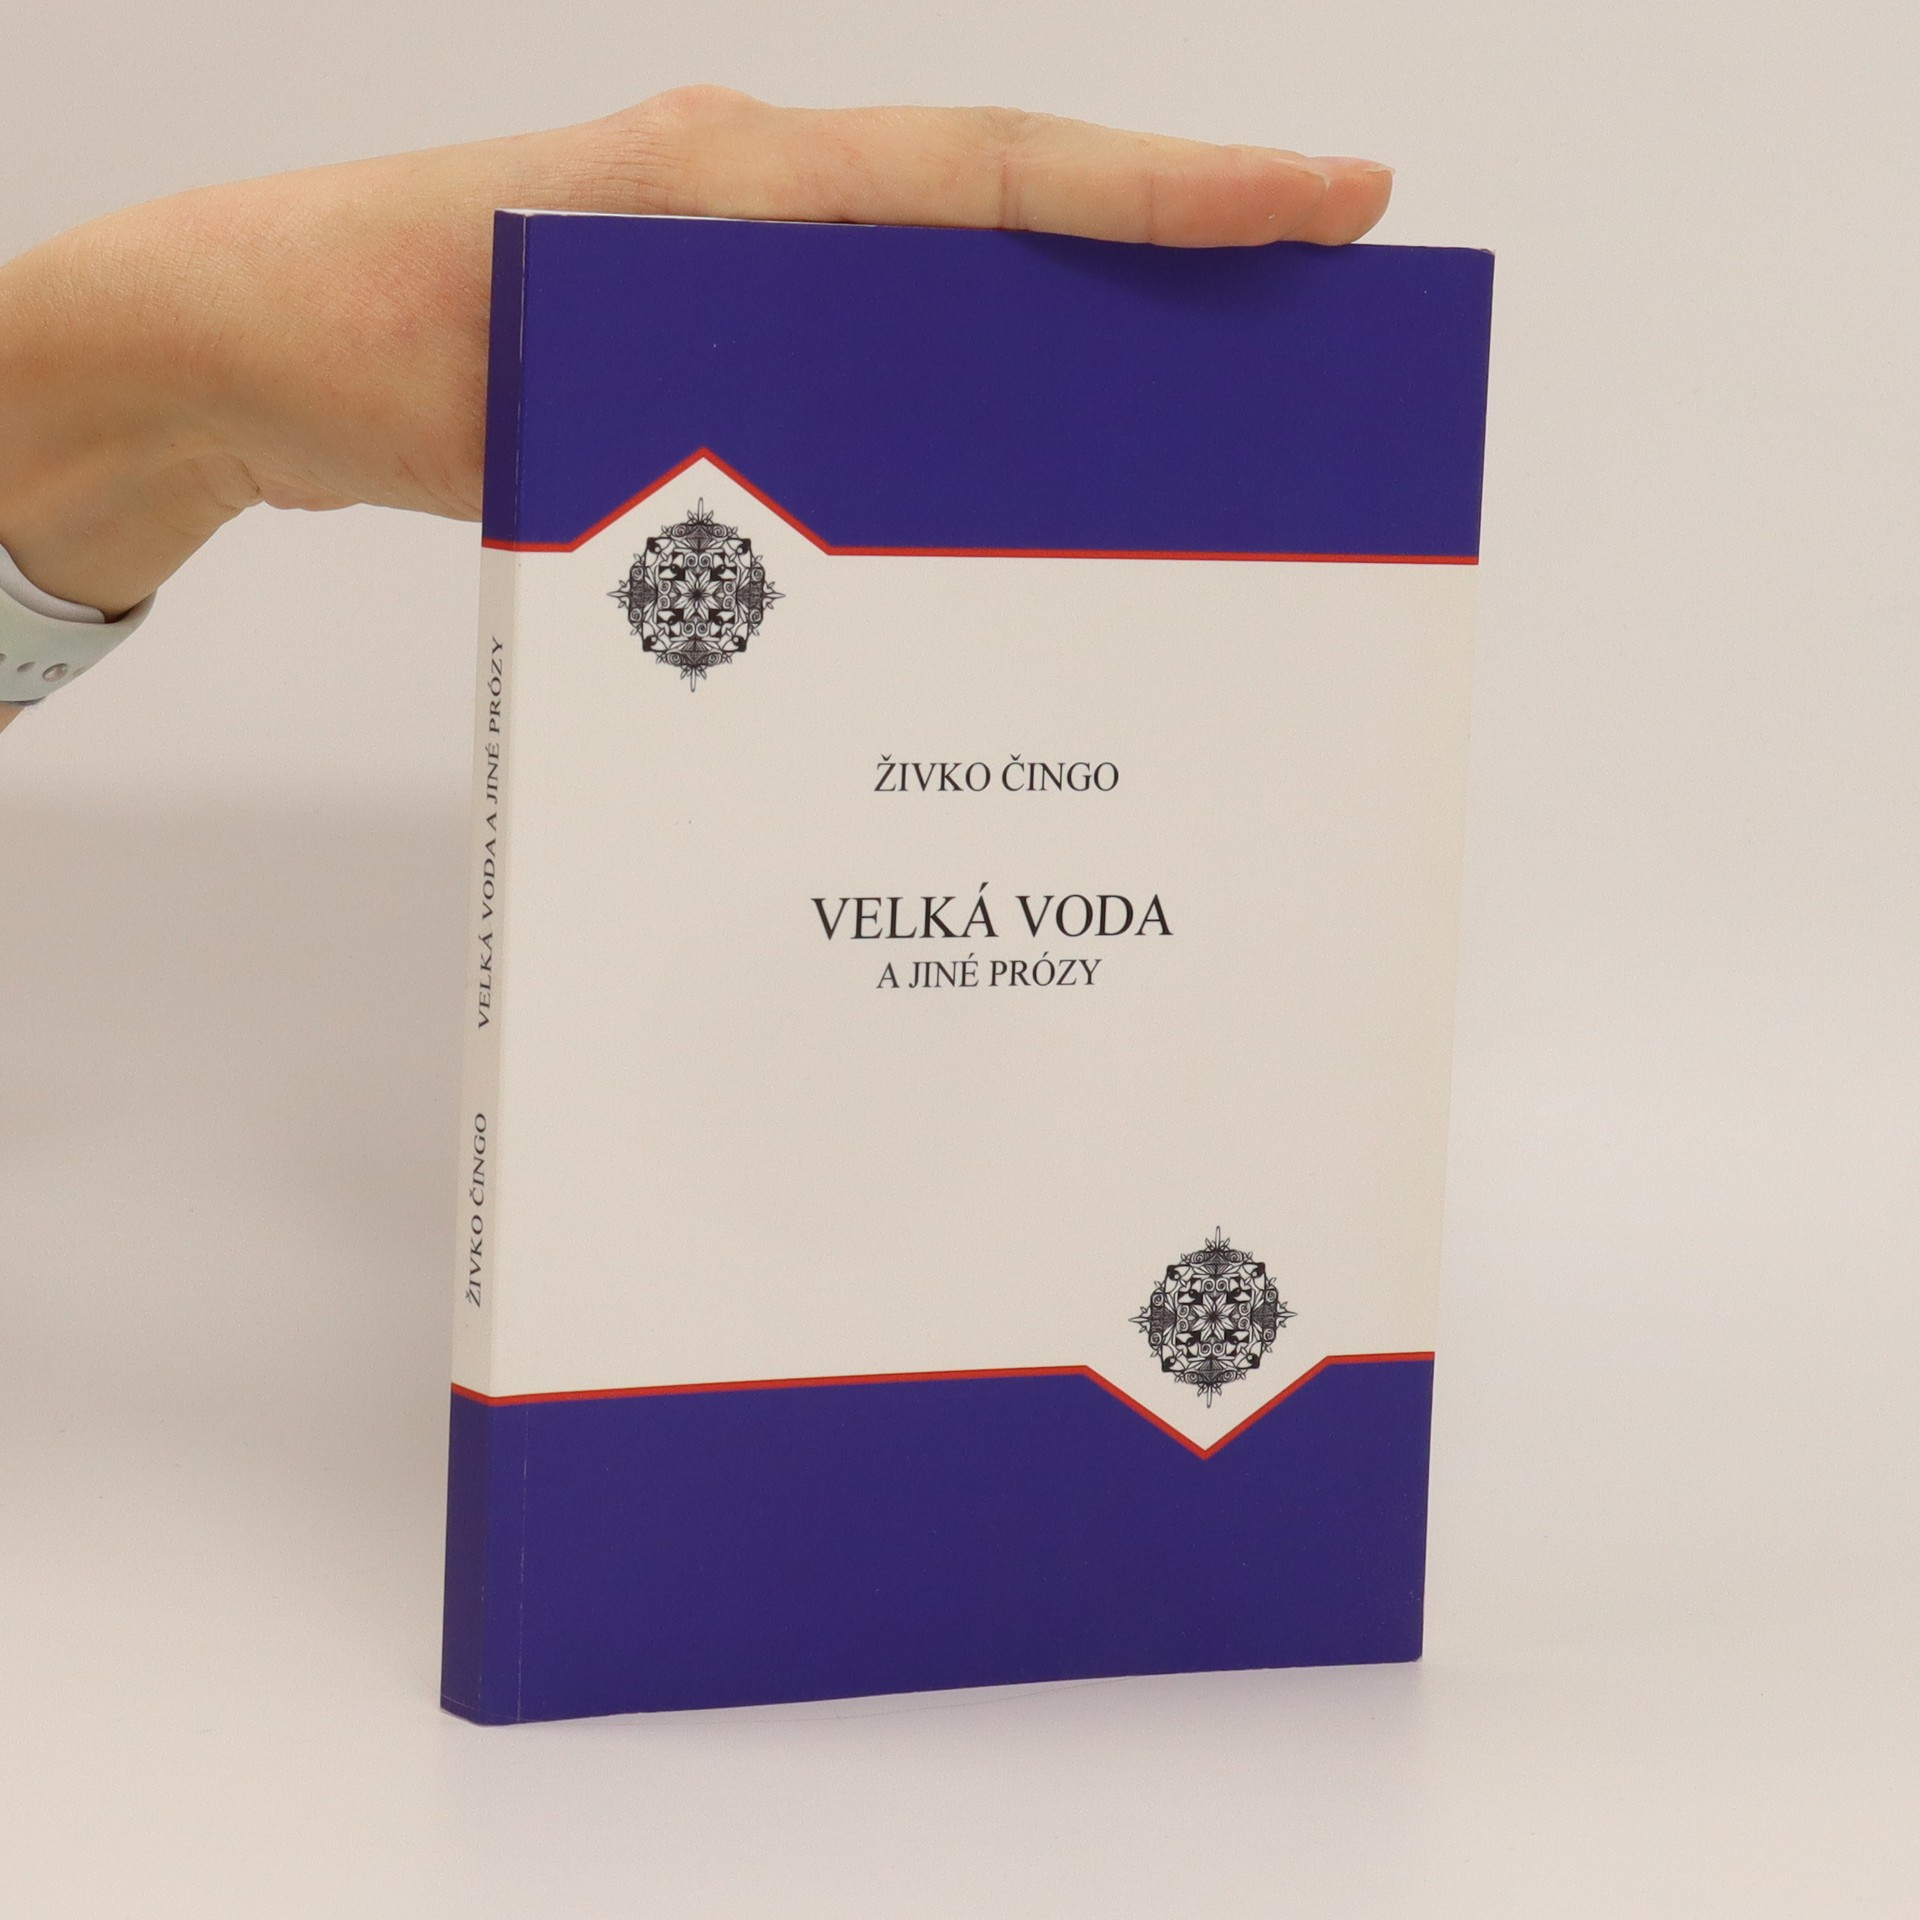 ŽIVKO ČINGO
VELKÁ VODA
A JINÉ PRÓZY
ŽIVKO ČINGO VELKÁ VODA A JINÉ PRÓZY